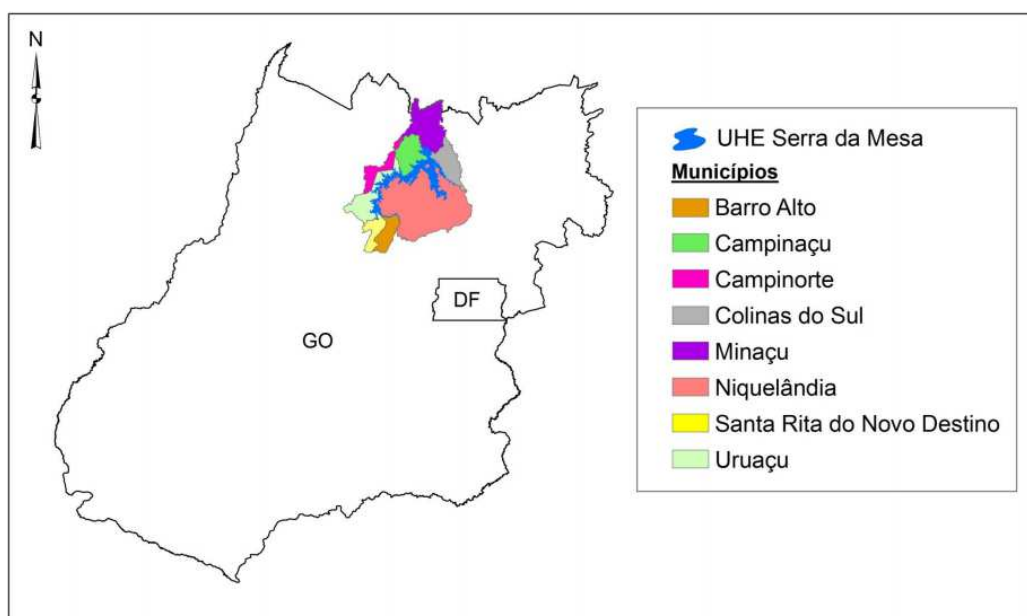 N
GO
DF
UHE Serra da Mesa
Municípios
Barro Alto
Campinaçu
Campinorte
Colinas do Sul
Minaçu
Niquelândia
Santa Rita do Novo Destino
Uruaçu